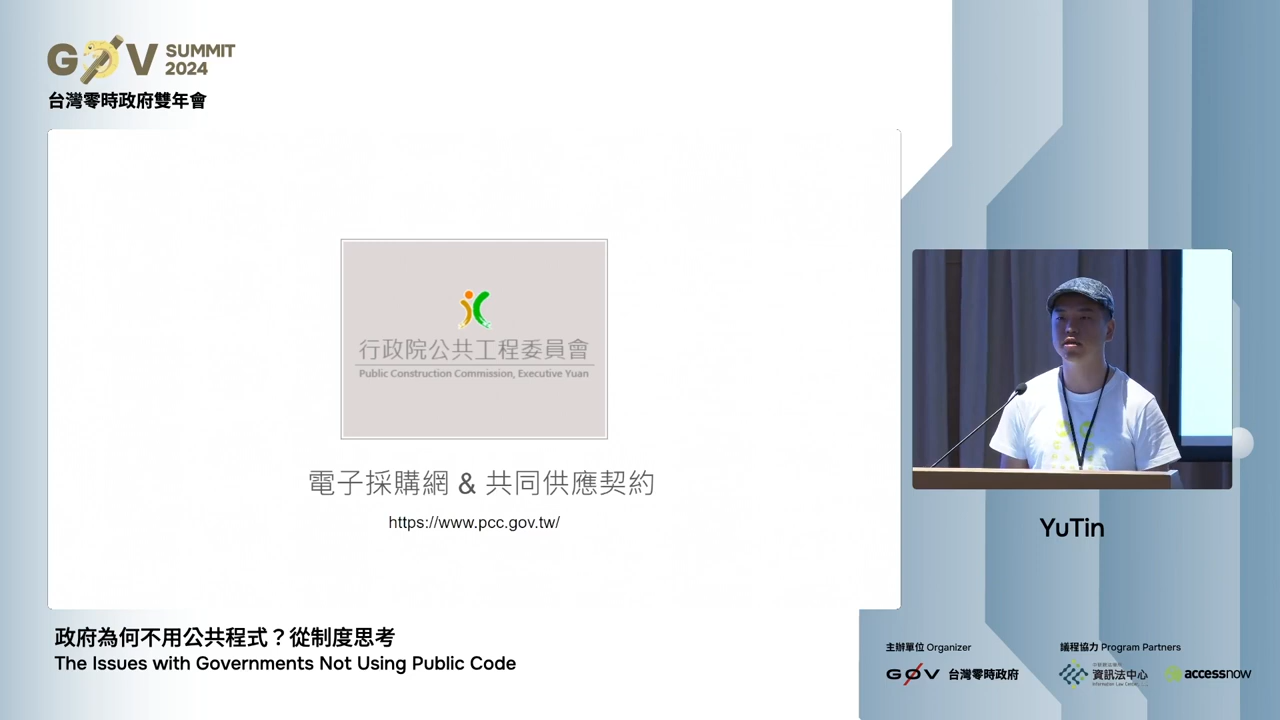 G0V SUMMIT 2024
台灣零時政府雙年會
行政院公共工程委員會
Public Construction Commission, Executive Yuan
電子採購網 & 共同供應契約
https://www.pcc.gov.tw/
YuTin
政府為何不用公共程式？從制度思考
The Issues with Governments Not Using Public Code
主辦單位 Organizer
G0V 台灣零時政府
議程協力 Program Partners
資訊法中心
Information Law Center
accessnow